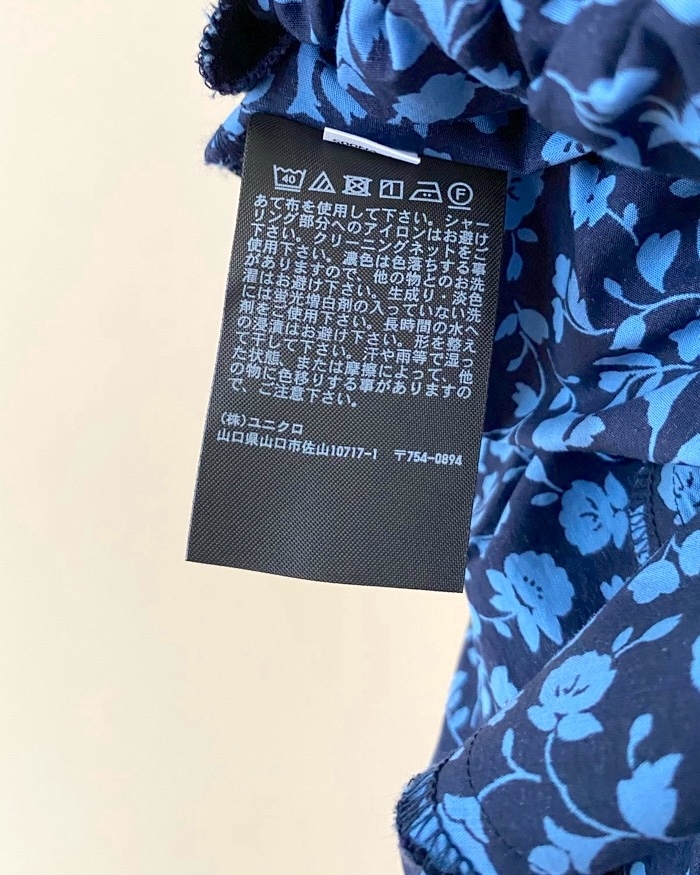 40
あて布を使用して下さい。シャー
リング部分へのアイロンはお避け
下さい。クリーニングネットをご
使用下さい。濃色は色落ちする事
がありますので、他の物とのお洗
濯はお避け下さい。生成り・淡色
には蛍光増白剤の入っていない洗
剤をご使用下さい。長時間の水へ
の浸漬はお避け下さい。形を整え
て干して下さい。汗や雨等で湿っ
た状態、または摩擦によって、他
の物に色移りする事がありますの
で、ご注意下さい。
(株)ユニクロ
山口県山口市佐山10717-1 〒754-0894